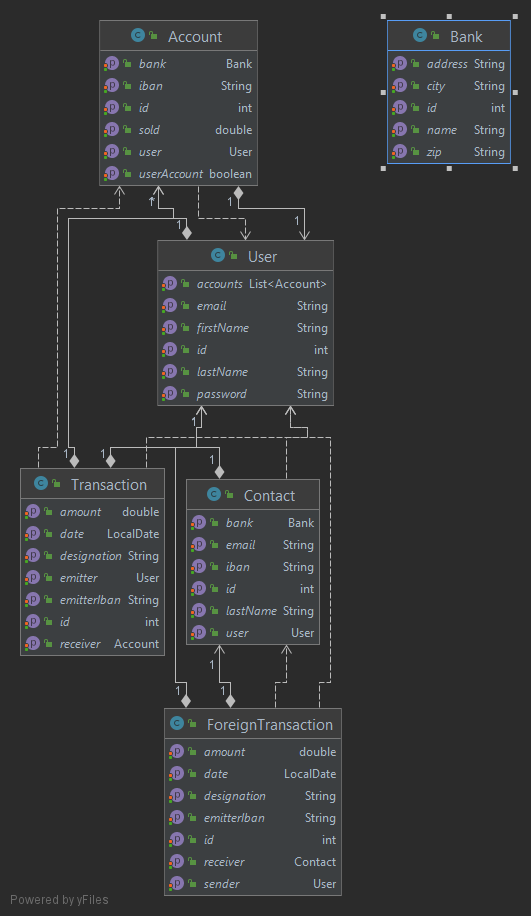 Account
bank Bank
iban String
id int
sold double
user User
userAccount boolean
Bank
address String
city String
id int
name String
zip String
*
1
1
1
User
accounts List<Account>
email String
firstName String
id int
lastName String
password String
1
1
1
1
Transaction
amount double
date LocalDate
designation String
emitter User
emitterIban String
id int
receiver Account
Contact
bank Bank
email String
iban String
id int
lastName String
user User
1
1
1
ForeignTransaction
amount double
date LocalDate
designation String
emitterIban String
id int
receiver Contact
sender User
Powered by yFiles